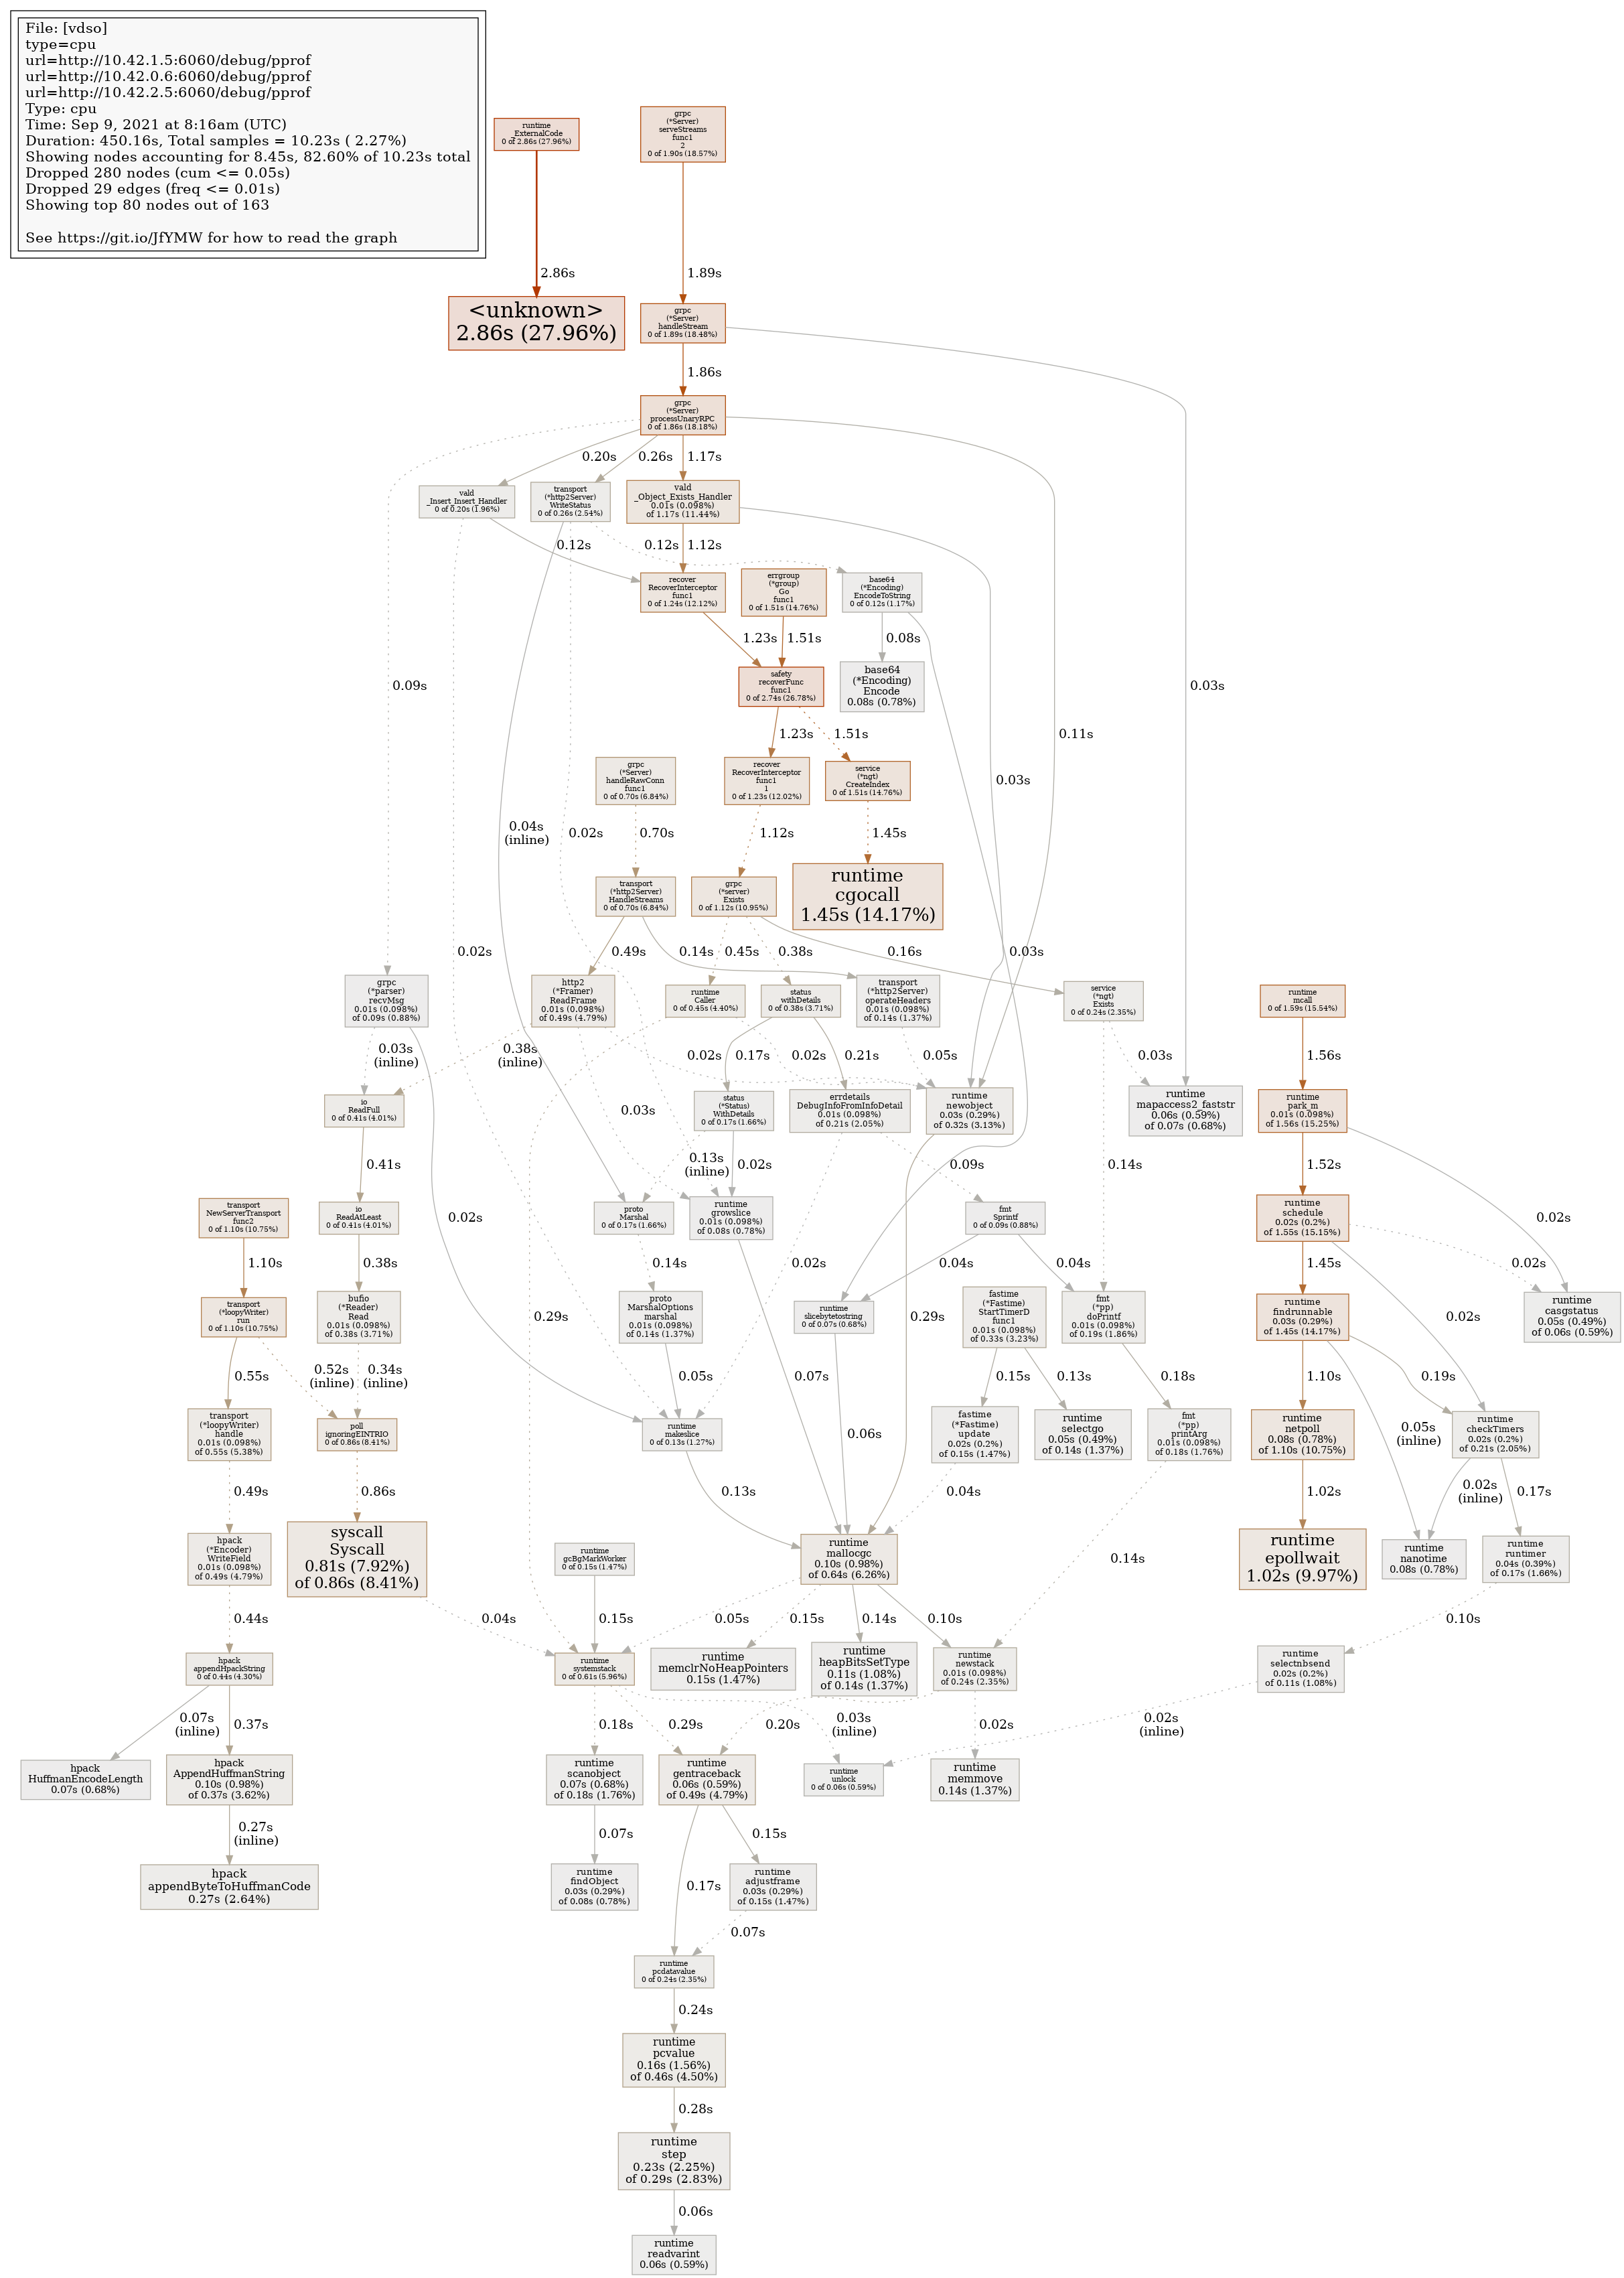 File: [vdso]
type=cpu
url=http://10.42.1.5:6060/debug/pprof
url=http://10.42.0.6:6060/debug/pprof
url=http://10.42.2.5:6060/debug/pprof
Type: cpu
Time: Sep 9, 2021 at 8:16am (UTC)
Duration: 450.16s, Total samples = 10.23s ( 2.27%)
Showing nodes accounting for 8.45s, 82.60% of 10.23s total
Dropped 280 nodes (cum <= 0.05s)
Dropped 29 edges (freq <= 0.01s)
Showing top 80 nodes out of 163
See https://git.io/JfYMW for how to read the graph
runtime
_ExternalCode
0 of 2.86s (27.96%)
grpc
(*Server)
serveStreams
func1
2
0 of 1.90s (18.57%)
2.86s
1.89s
<unknown>
2.86s (27.96%)
grpc
(*Server)
handleStream
0 of 1.89s (18.48%)
1.86s
grpc
(*Server)
processUnaryRPC
0 of 1.86s (18.18%)
0.20s
0.26s
1.17s
vald
_Insert_Insert_Handler
0 of 0.20s (1.96%)
transport
(*http2Server)
WriteStatus
0 of 0.26s (2.54%)
vald
_Object_Exists_Handler
0.01s (0.098%)
of 1.17s (11.44%)
0.12s
0.12s
1.12s
recover
RecoverInterceptor
func1
0 of 1.24s (12.12%)
errgroup
(*group)
Go
func1
0 of 1.51s (14.76%)
base64
(*Encoding)
EncodeToString
0 of 0.12s (1.17%)
1.23s
1.51s
0.08s
0.09s
safety
recoverFunc
func1
0 of 2.74s (26.78%)
base64
(*Encoding)
Encode
0.08s (0.78%)
0.03s
1.23s
1.51s
0.11s
grpc
(*Server)
handleRawConn
func1
0 of 0.70s (6.84%)
recover
RecoverInterceptor
func1
1
0 of 1.23s (12.02%)
service
(*ngt)
CreateIndex
0 of 1.51s (14.76%)
0.03s
0.04s
(inline)
0.02s
0.70s
1.12s
1.45s
transport
(*http2Server)
HandleStreams
0 of 0.70s (6.84%)
grpc
(*server)
Exists
0 of 1.12s (10.95%)
runtime
cgocall
1.45s (14.17%)
0.02s
0.49s
0.14s
0.45s
0.38s
0.16s
0.03s
grpc
(*parser)
recvMsg
0.01s (0.098%)
of 0.09s (0.88%)
http2
(*Framer)
ReadFrame
0.01s (0.098%)
of 0.49s (4.79%)
runtime
Caller
0 of 0.45s (4.40%)
status
withDetails
0 of 0.38s (3.71%)
transport
(*http2Server)
operateHeaders
0.01s (0.098%)
of 0.14s (1.37%)
service
(*ngt)
Exists
0 of 0.24s (2.35%)
runtime
mcall
0 of 1.59s (15.54%)
0.03s
(inline)
0.38s
(inline)
0.02s
0.17s
0.02s
0.21s
0.05s
0.03s
1.56s
io
ReadFull
0 of 0.41s (4.01%)
status
(*Status)
WithDetails
0 of 0.17s (1.66%)
errdetails
DebugInfoFromInfoDetail
0.01s (0.098%)
of 0.21s (2.05%)
runtime
newobject
0.03s (0.29%)
of 0.32s (3.13%)
runtime
mapaccess2_faststr
0.06s (0.59%)
of 0.07s (0.68%)
runtime
park_m
0.01s (0.098%)
of 1.56s (15.25%)
0.41s
0.03s
0.13s
(inline)
0.02s
0.09s
0.14s
1.52s
transport
NewServerTransport
func2
0 of 1.10s (10.75%)
io
ReadAtLeast
0 of 0.41s (4.01%)
0.02s
proto
Marshal
0 of 0.17s (1.66%)
runtime
growslice
0.01s (0.098%)
of 0.08s (0.78%)
fmt
Sprintf
0 of 0.09s (0.88%)
runtime
schedule
0.02s (0.2%)
of 1.55s (15.15%)
0.02s
1.10s
0.38s
0.14s
0.02s
0.04s
0.04s
1.45s
0.02s
transport
(*loopyWriter)
run
0 of 1.10s (10.75%)
bufio
(*Reader)
Read
0.01s (0.098%)
of 0.38s (3.71%)
0.29s
proto
MarshalOptions
marshal
0.01s (0.098%)
of 0.14s (1.37%)
runtime
slicebytetostring
0 of 0.07s (0.68%)
0.29s
fastime
(*Fastime)
StartTimerD
func1
0.01s (0.098%)
of 0.33s (3.23%)
fmt
(*pp)
doPrintf
0.01s (0.098%)
of 0.19s (1.86%)
runtime
findrunnable
0.03s (0.29%)
of 1.45s (14.17%)
0.02s
runtime
casgstatus
0.05s (0.49%)
of 0.06s (0.59%)
0.55s
0.52s
(inline)
0.34s
(inline)
0.05s
0.07s
0.15s
0.13s
0.18s
1.10s
0.19s
transport
(*loopyWriter)
handle
0.01s (0.098%)
of 0.55s (5.38%)
poll
ignoringEINTRIO
0 of 0.86s (8.41%)
runtime
makeslice
0 of 0.13s (1.27%)
0.06s
fastime
(*Fastime)
update
0.02s (0.2%)
of 0.15s (1.47%)
runtime
selectgo
0.05s (0.49%)
of 0.14s (1.37%)
fmt
(*pp)
printArg
0.01s (0.098%)
of 0.18s (1.76%)
runtime
netpoll
0.08s (0.78%)
of 1.10s (10.75%)
0.05s
(inline)
runtime
checkTimers
0.02s (0.2%)
of 0.21s (2.05%)
0.49s
0.86s
0.13s
0.04s
1.02s
0.02s
(inline)
0.17s
hpack
(*Encoder)
WriteField
0.01s (0.098%)
of 0.49s (4.79%)
syscall
Syscall
0.81s (7.92%)
of 0.86s (8.41%)
runtime
gcBgMarkWorker
0 of 0.15s (1.47%)
runtime
mallocgc
0.10s (0.98%)
of 0.64s (6.26%)
0.14s
runtime
epollwait
1.02s (9.97%)
runtime
nanotime
0.08s (0.78%)
runtime
runtimer
0.04s (0.39%)
of 0.17s (1.66%)
0.44s
0.04s
0.15s
0.05s
0.15s
0.14s
0.10s
0.10s
hpack
appendHpackString
0 of 0.44s (4.30%)
runtime
systemstack
0 of 0.61s (5.96%)
runtime
memclrNoHeapPointers
0.15s (1.47%)
runtime
heapBitsSetType
0.11s (1.08%)
of 0.14s (1.37%)
runtime
newstack
0.01s (0.098%)
of 0.24s (2.35%)
runtime
selectnbsend
0.02s (0.2%)
of 0.11s (1.08%)
0.07s
(inline)
0.37s
0.18s
0.29s
0.20s
0.03s
(inline)
0.02s
0.02s
(inline)
hpack
HuffmanEncodeLength
0.07s (0.68%)
hpack
AppendHuffmanString
0.10s (0.98%)
of 0.37s (3.62%)
runtime
scanobject
0.07s (0.68%)
of 0.18s (1.76%)
runtime
gentraceback
0.06s (0.59%)
of 0.49s (4.79%)
runtime
unlock
0 of 0.06s (0.59%)
runtime
memmove
0.14s (1.37%)
0.27s
(inline)
0.07s
0.15s
hpack
appendByteToHuffmanCode
0.27s (2.64%)
runtime
findObject
0.03s (0.29%)
of 0.08s (0.78%)
0.17s
runtime
adjustframe
0.03s (0.29%)
of 0.15s (1.47%)
0.07s
runtime
pcdatavalue
0 of 0.24s (2.35%)
0.24s
runtime
pcvalue
0.16s (1.56%)
of 0.46s (4.50%)
0.28s
runtime
step
0.23s (2.25%)
of 0.29s (2.83%)
0.06s
runtime
readvarint
0.06s (0.59%)